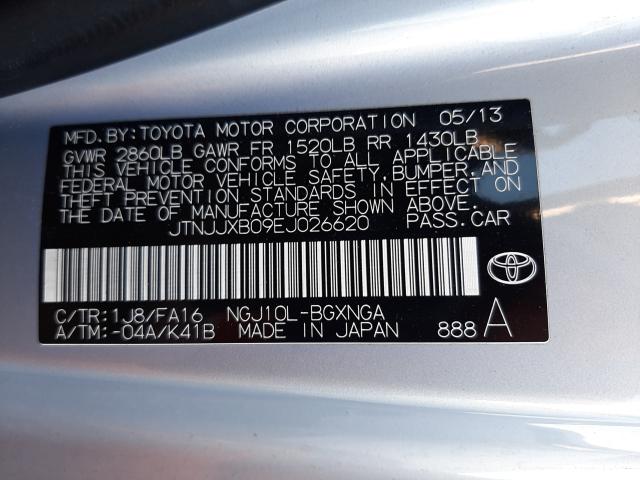 MFD. BY: TOYOTA MOTOR CORPORATION 05/13
GVWR 2860LB GAWR FR 1520LB RR 1430LB
THIS VEHICLE CONFORMS TO ALL APPLICABLE
FEDERAL MOTOR VEHICLE SAFETY, BUMPER, AND
THEFT PREVENTION STANDARDS IN EFFECT ON
THE DATE OF MANUFACTURE SHOWN ABOVE.
JTNJJXB09EJ026620 PASS. CAR
C/TR: 1J8/FA16 NGJ10L-BGXNGA
A/TM: -04A/K41B MADE IN JAPAN 888 A